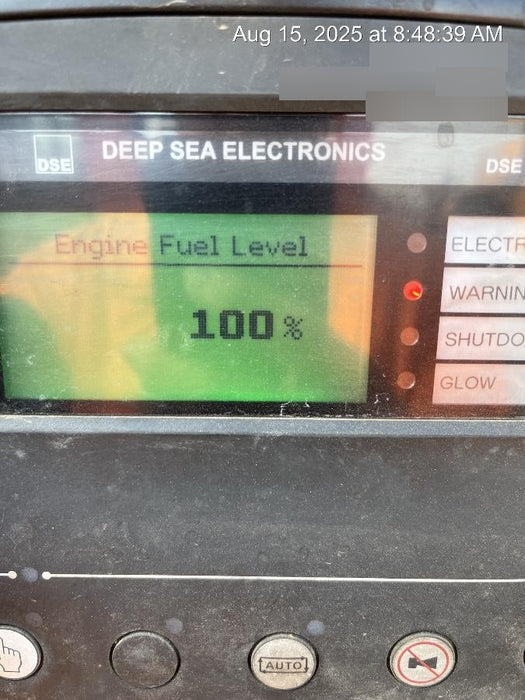 Aug 15, 2025 at 8:48:39 AM
DSE
DEEP SEA ELECTRONICS
DSE
Engine Fuel Level
100 %
ELECTR
WARNIN
SHUTDO
GLOW
AUTO